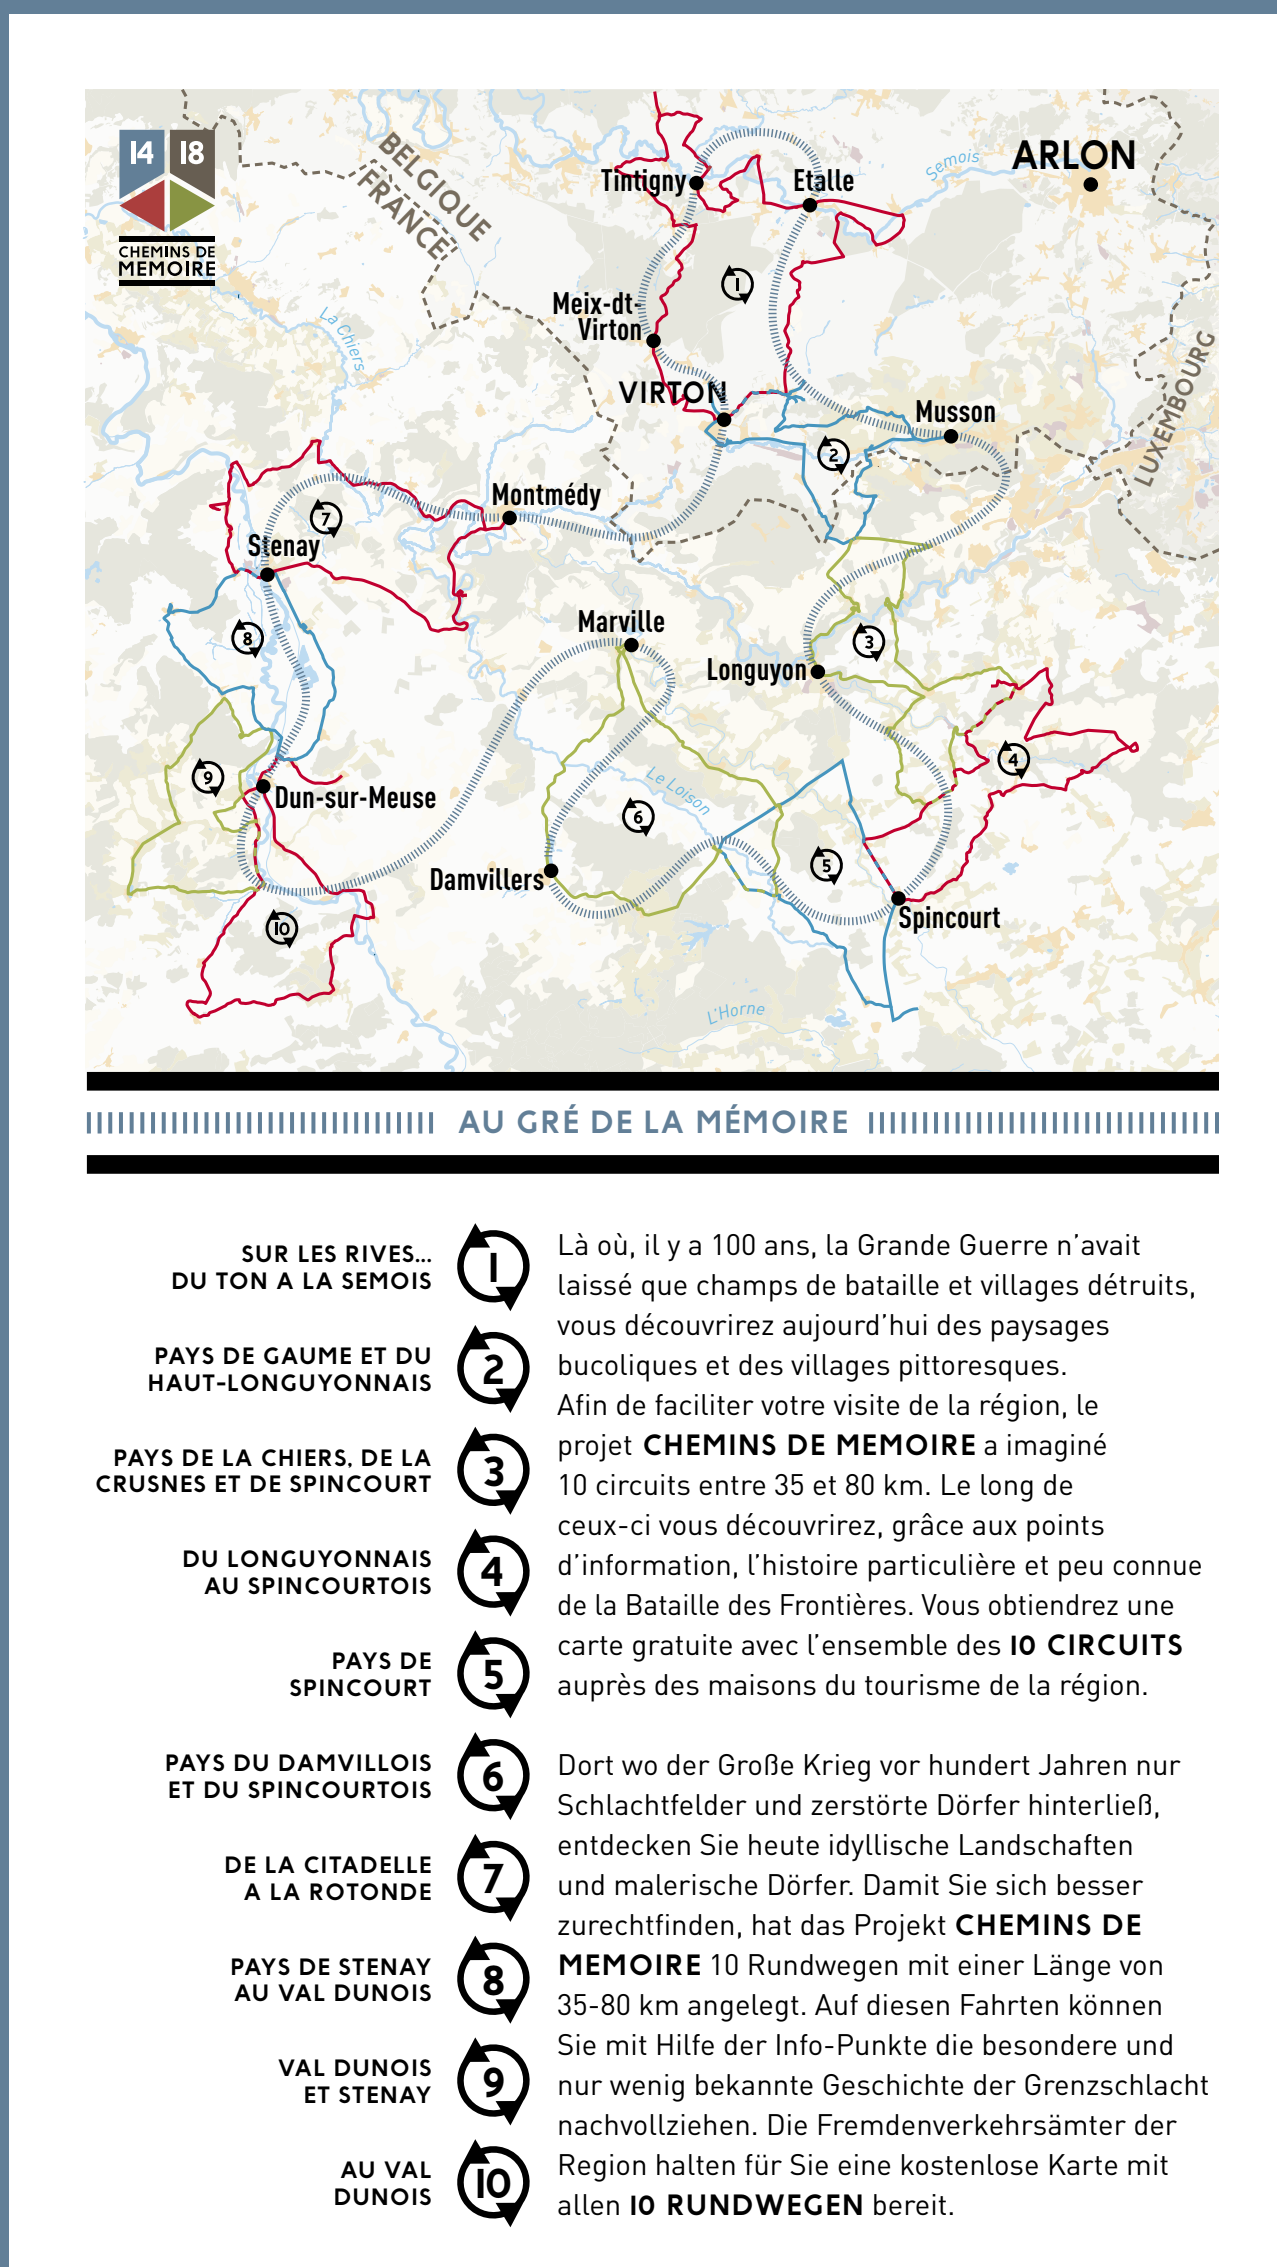 14 18
CHEMINS DE
MEMOIRE
BELGIQUE
FRANCE
Tintigny
Etalle
Semois
ARLON
Meix-dt-
Virton
La Chiers
1
VIRTON
Musson
LUXEMBOURG
2
Montmédy
7
Stenay
Marville
8
3
Longuyon
9
Dun-sur-Meuse
Le Loison
4
6
Damvillers
5
Spincourt
10
L'Horne
AU GRÉ DE LA MÉMOIRE
SUR LES RIVES...
DU TON A LA SEMOIS
1
PAYS DE GAUME ET DU
HAUT-LONGUYONNAIS
2
PAYS DE LA CHIERS, DE LA
CRUSNES ET DE SPINCOURT
3
DU LONGUYONNAIS
AU SPINCOURTOIS
4
PAYS DE
SPINCOURT
5
PAYS DU DAMVILLOIS
ET DU SPINCOURTOIS
6
DE LA CITADELLE
A LA ROTONDE
7
PAYS DE STENAY
AU VAL DUNOIS
8
VAL DUNOIS
ET STENAY
9
AU VAL
DUNOIS
10
Là où, il y a 100 ans, la Grande Guerre n'avait
laissé que champs de bataille et villages détruits,
vous découvrirez aujourd'hui des paysages
bucoliques et des villages pittoresques.
Afin de faciliter votre visite de la région, le
projet CHEMINS DE MEMOIRE a imaginé
10 circuits entre 35 et 80 km. Le long de
ceux-ci vous découvrirez, grâce aux points
d'information, l'histoire particulière et peu connue
de la Bataille des Frontières. Vous obtiendrez une
carte gratuite avec l'ensemble des 10 CIRCUITS
auprès des maisons du tourisme de la région.
Dort wo der Große Krieg vor hundert Jahren nur
Schlachtfelder und zerstörte Dörfer hinterließ,
entdecken Sie heute idyllische Landschaften
und malerische Dörfer. Damit Sie sich besser
zurechtfinden, hat das Projekt CHEMINS DE
MEMOIRE 10 Rundwegen mit einer Länge von
35-80 km angelegt. Auf diesen Fahrten können
Sie mit Hilfe der Info-Punkte die besondere und
nur wenig bekannte Geschichte der Grenzschlacht
nachvollziehen. Die Fremdenverkehrsämter der
Region halten für Sie eine kostenlose Karte mit
allen 10 RUNDWEGEN bereit.